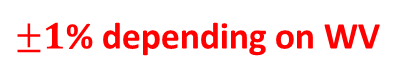 ±1% depending on WV